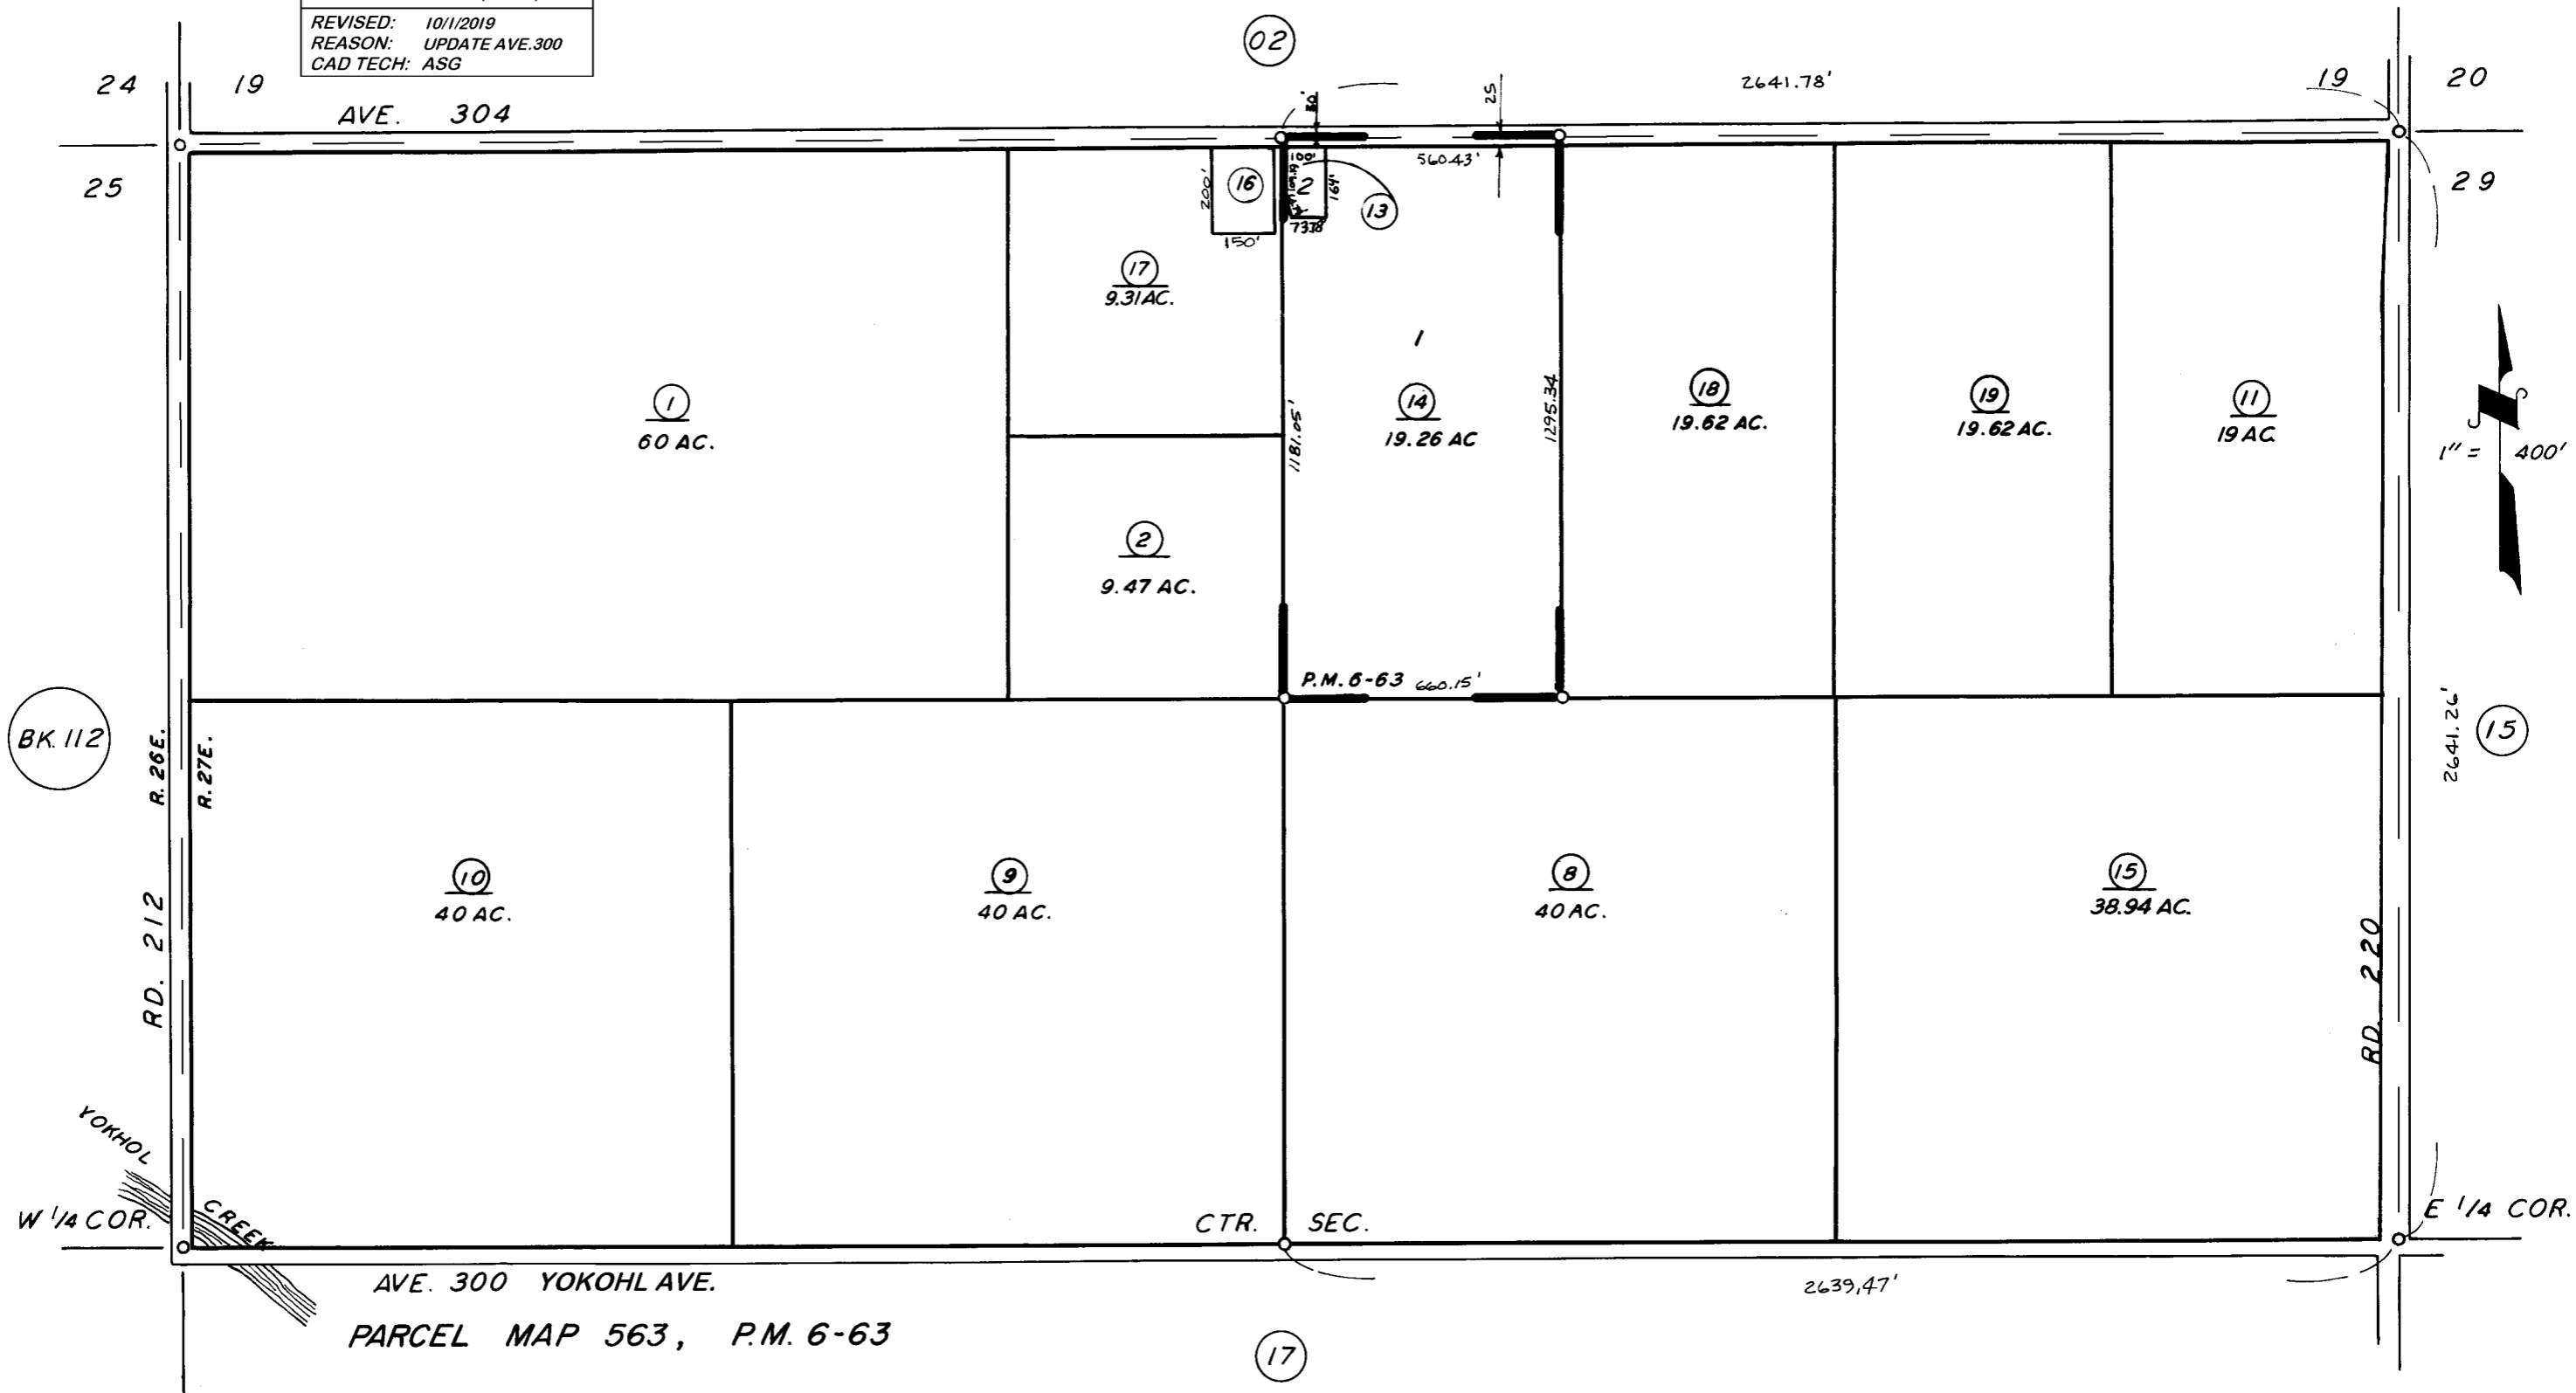 REVISED: 10/1/2019
REASON: UPDATE AVE.300
CAD TECH: ASG
02
24 19
AVE. 304
30'
25
2641.78'
19 20
25
29
200'
16
150'
2
164'
73.78'
13
560.43'
17
9.31 AC.
1
1
60 AC.
1181.05'
14
19.26 AC
1295.34
18
19.62 AC.
19
19.62 AC.
11
19 AC
1" = 400'
2
9.47 AC.
P.M. 6-63 660.15'
BK. 112
R. 26E.
R. 27E.
2641.26'
15
RD. 212
10
40 AC.
9
40 AC.
8
40 AC.
15
38.94 AC.
RD. 220
YOKHOL
CREEK
W 1/4 COR.
CTR. SEC.
E 1/4 COR.
AVE. 300 YOKOHL AVE.
2639,47'
PARCEL MAP 563, P.M. 6-63
17